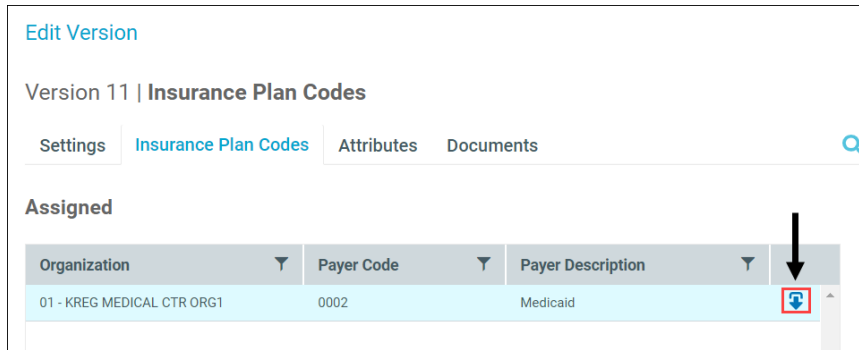 Edit Version
Version 11 | Insurance Plan Codes
Settings Insurance Plan Codes Attributes Documents
Assigned
Organization Payer Code Payer Description
01 - KREG MEDICAL CTR ORG1 0002 Medicaid